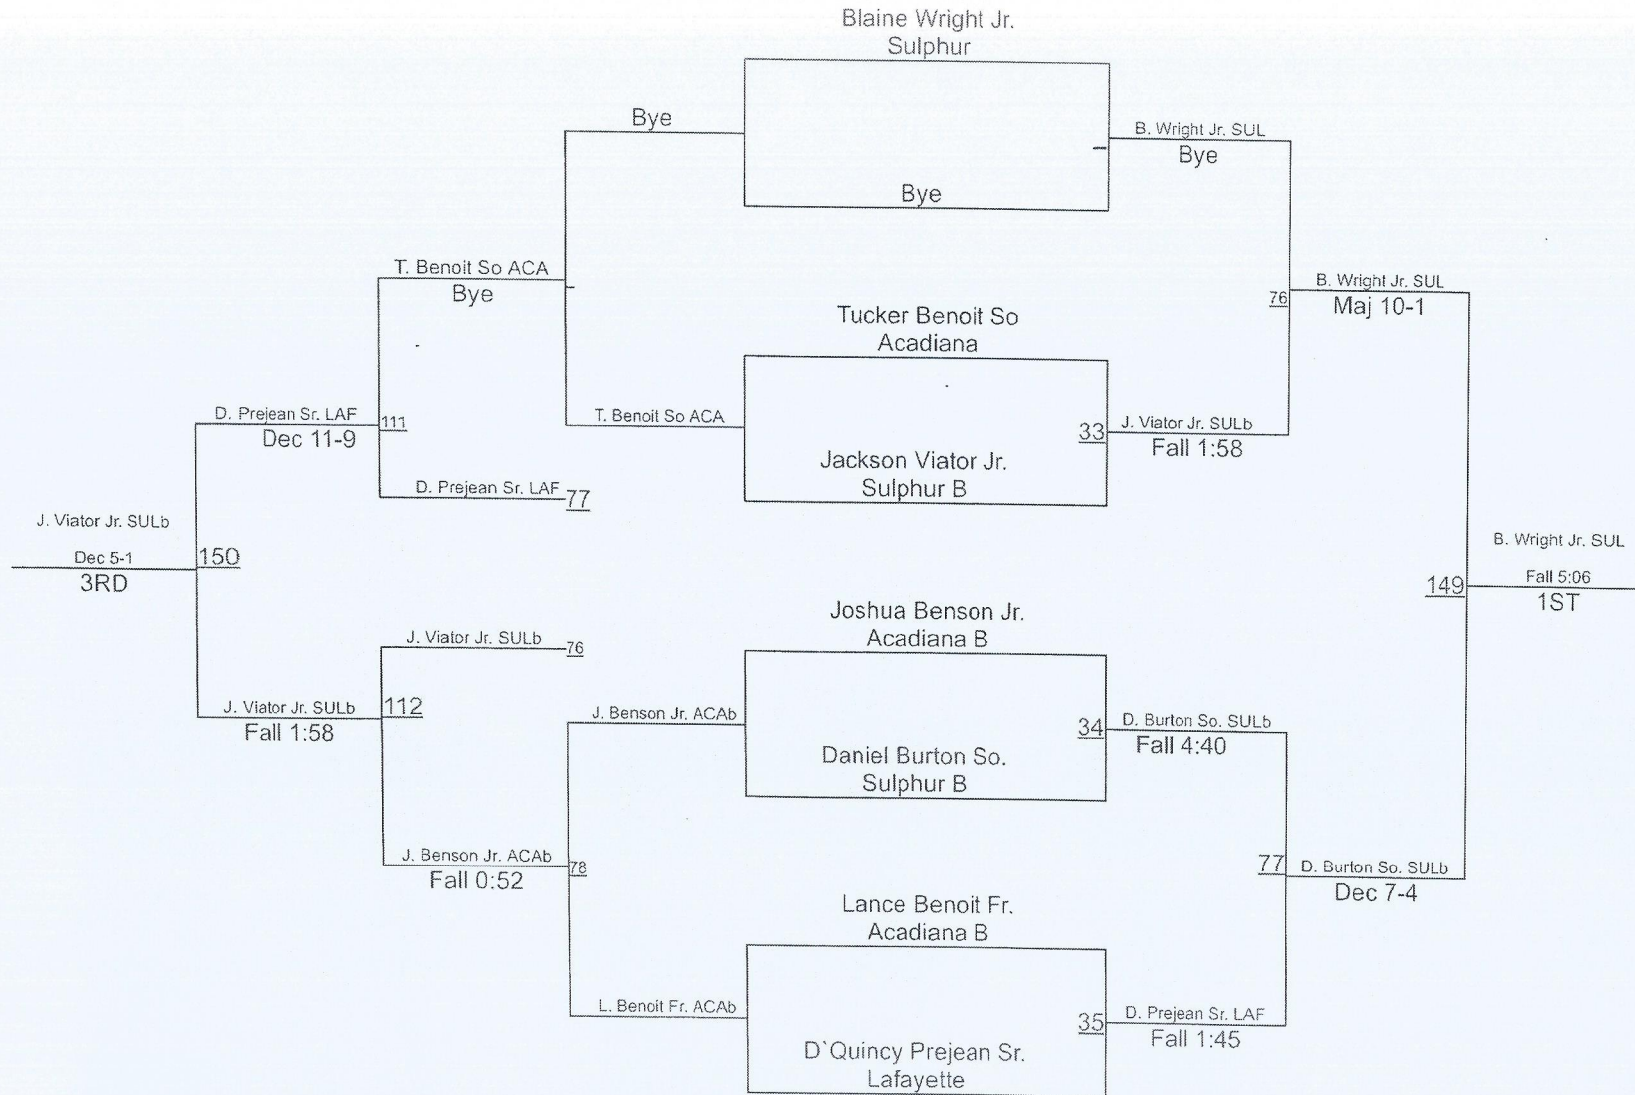 Blaine Wright Jr.
Sulphur
Bye
B. Wright Jr. SUL
Bye
Bye
T. Benoit So ACA
Bye
B. Wright Jr. SUL
76
Maj 10-1
Tucker Benoit So
Acadiana
D. Prejean Sr. LAF
111
Dec 11-9
T. Benoit So ACA
33
J. Viator Jr. SULb
Fall 1:58
Jackson Viator Jr.
Sulphur B
D. Prejean Sr. LAF
77
J. Viator Jr. SULb
Dec 5-1
150
3RD
B. Wright Jr. SUL
149
Fall 5:06
1ST
Joshua Benson Jr.
Acadiana B
J. Viator Jr. SULb
76
J. Viator Jr. SULb
112
Fall 1:58
J. Benson Jr. ACAb
34
D. Burton So. SULb
Fall 4:40
Daniel Burton So.
Sulphur B
J. Benson Jr. ACAb
78
Fall 0:52
77
D. Burton So. SULb
Dec 7-4
Lance Benoit Fr.
Acadiana B
L. Benoit Fr. ACAb
35
D. Prejean Sr. LAF
Fall 1:45
D`Quincy Prejean Sr.
Lafayette